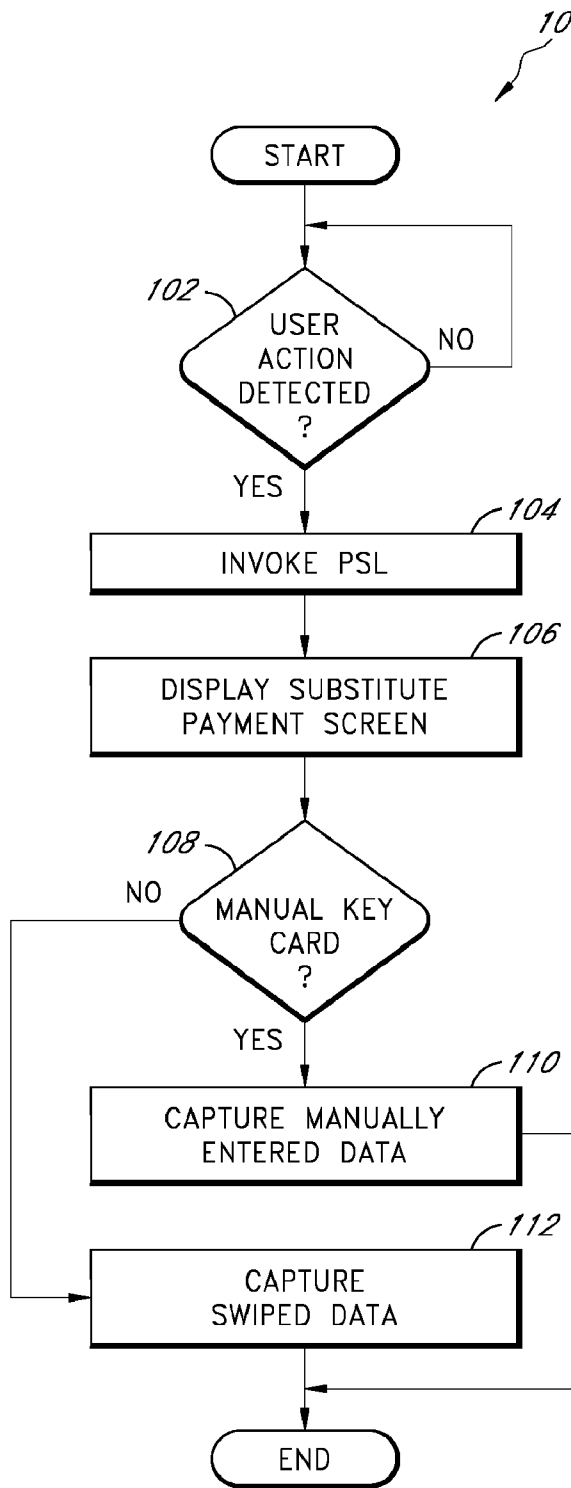 10
START
102
USER
ACTION
DETECTED
?
NO
YES
104
INVOKE PSL
106
DISPLAY SUBSTITUTE
PAYMENT SCREEN
108
NO
MANUAL KEY
CARD
?
YES
110
CAPTURE MANUALLY
ENTERED DATA
112
CAPTURE
SWIPED DATA
END